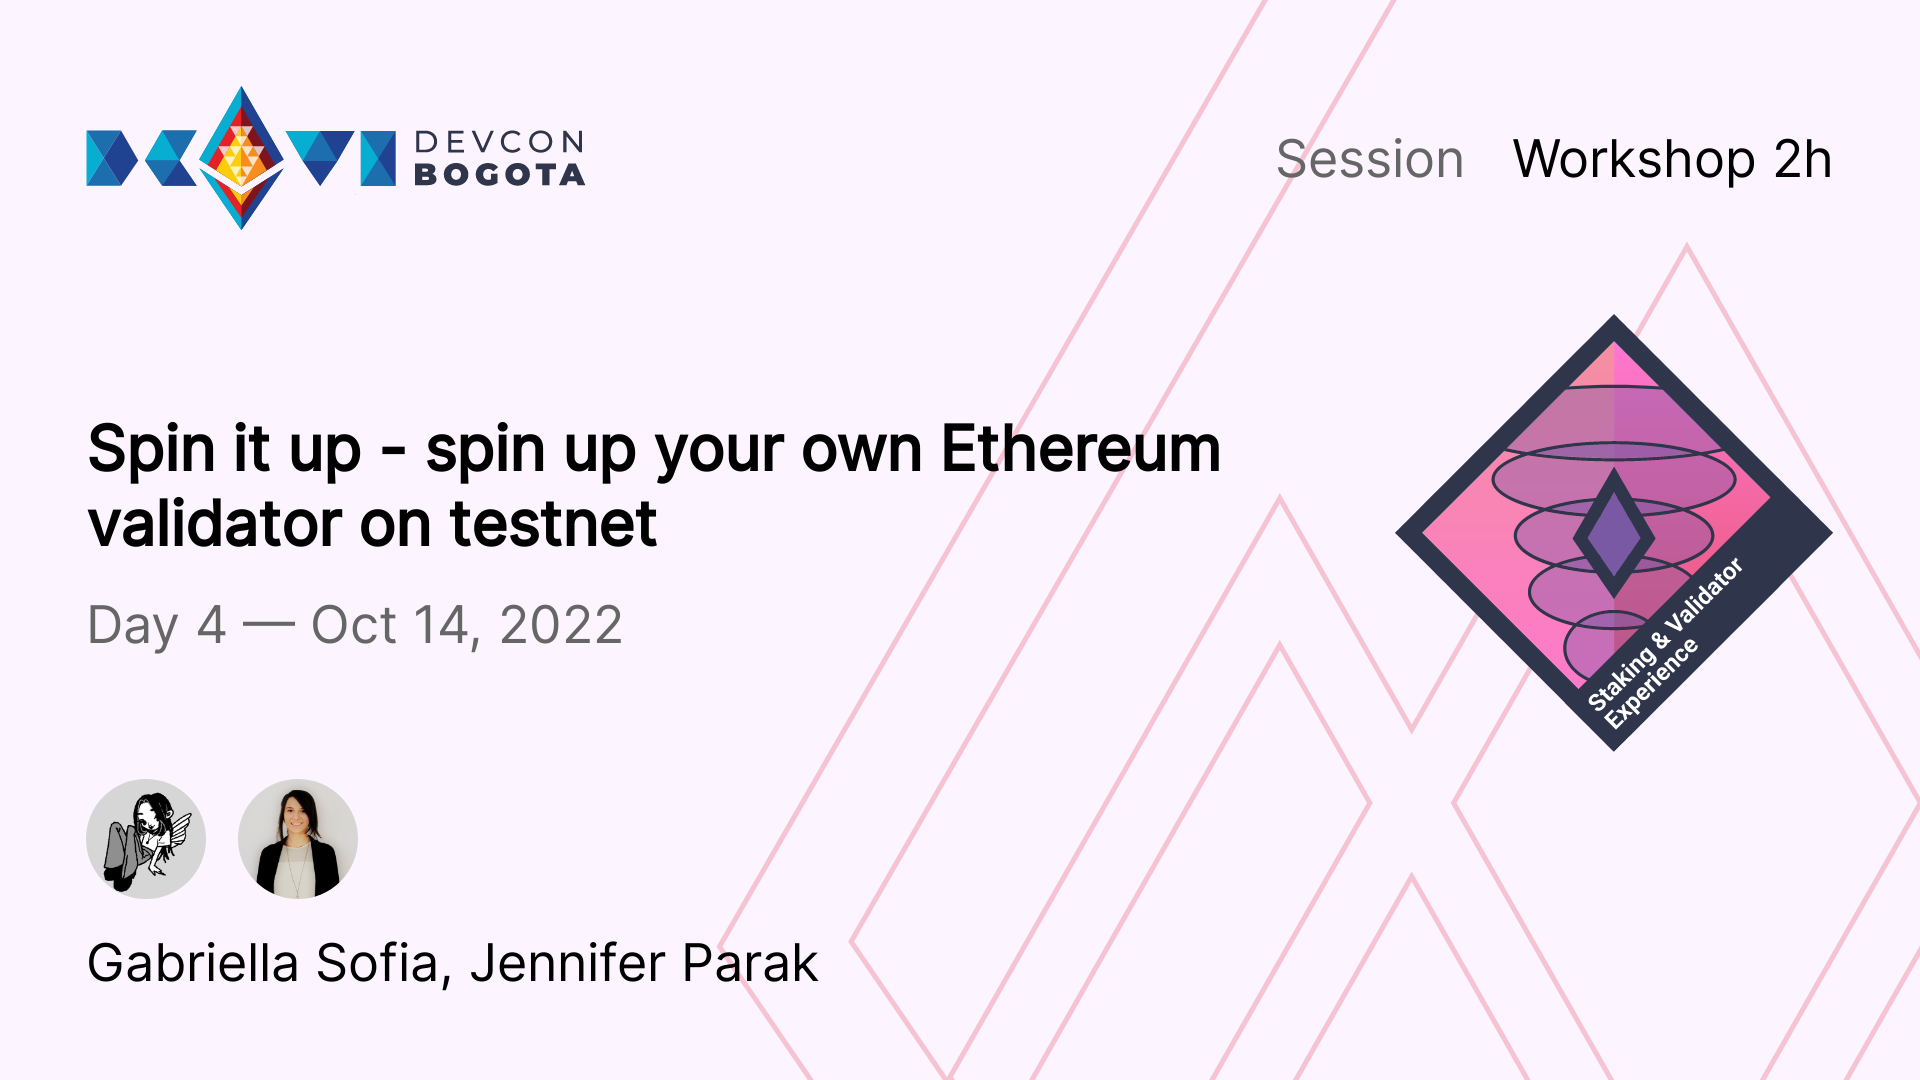 DEVCON
BOGOTA
Session Workshop 2h
Spin it up - spin up your own Ethereum
validator on testnet
Day 4 — Oct 14, 2022
Staking & Validator
Experience
Gabriella Sofia, Jennifer Parak